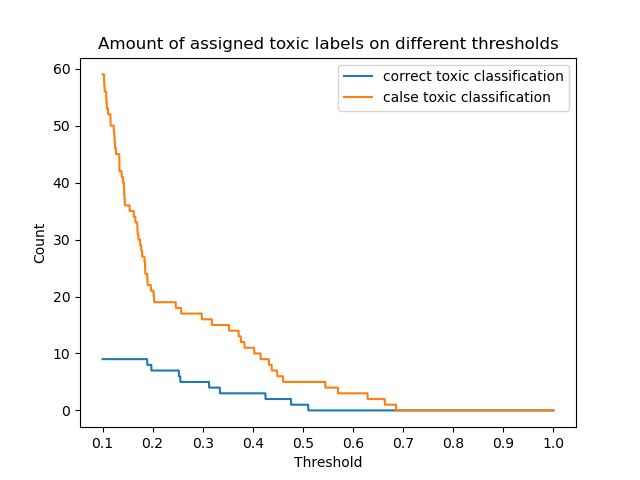 Amount of assigned toxic labels on different thresholds
correct toxic classification
calse toxic classification
60
50
40
30
20
10
0
Count
0.1 0.2 0.3 0.4 0.5 0.6 0.7 0.8 0.9 1.0
Threshold